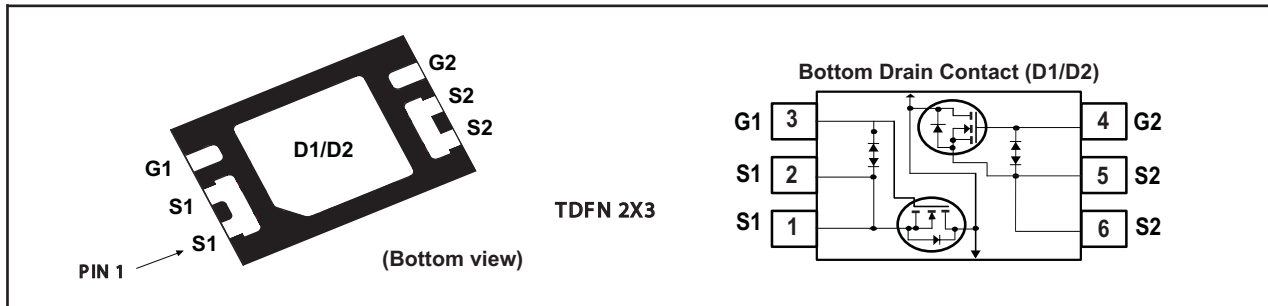 G2
S2
S2
D1/D2
G1
S1
S1
PIN 1
(Bottom view)
TDFN 2X3
Bottom Drain Contact (D1/D2)
G1 3
4 G2
S1 2
5 S2
S1 1
6 S2